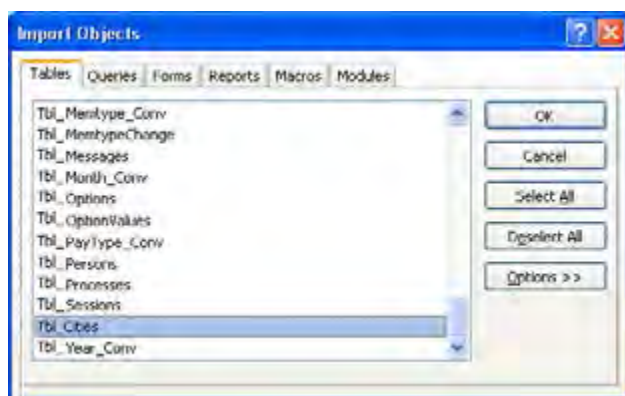 Import Objects
Tables Queries Forms Reports Macros Modules
Tbl_Memtype_Conv
Tbl_MemtypeChange
Tbl_Messages
Tbl_Month_Conv
Tbl_Options
Tbl_OptionValues
Tbl_PayType_Conv
Tbl_Persons
Tbl_Processes
Tbl_Sessions
Tbl_Cities
Tbl_Year_Conv
OK
Cancel
Select All
Deselect All
Options >>